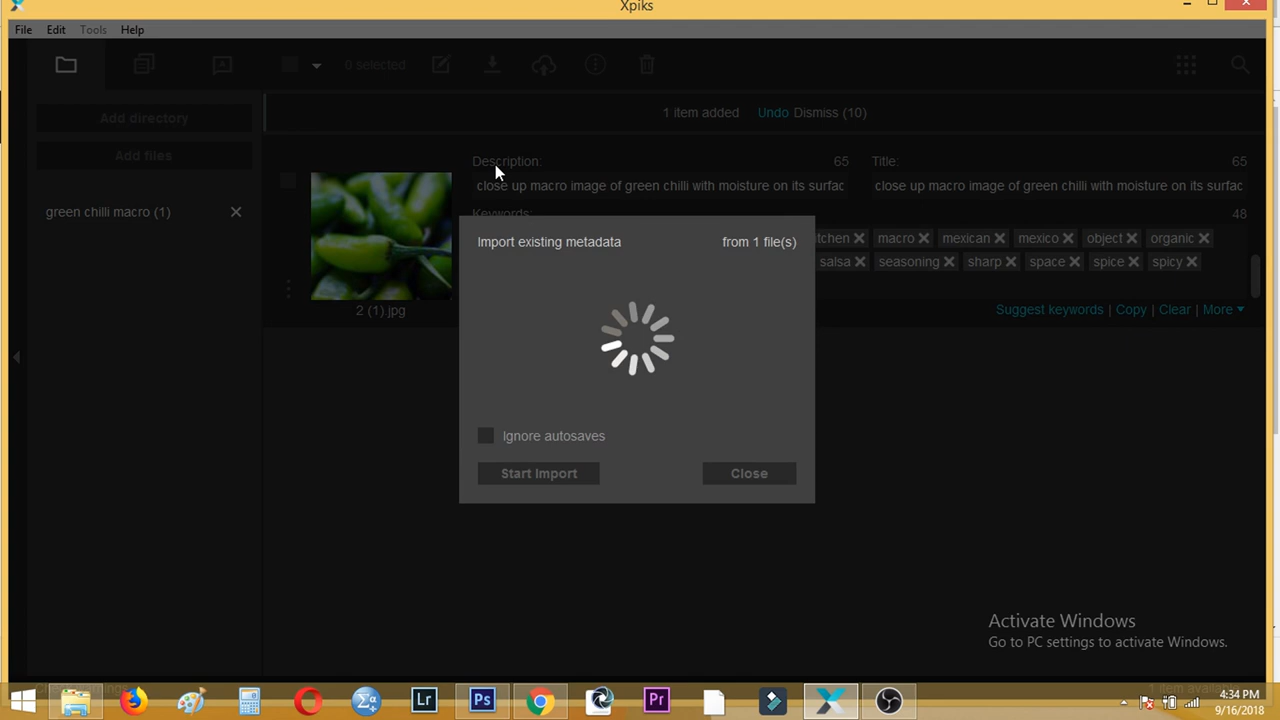 Xpiks
File Edit Tools Help
0 selected
Add directory
Add files
green chilli macro (1)
1 item added Undo Dismiss (10)
Description: 65
close up macro image of green chilli with moisture on its surfac
Title: 65
close up macro image of green chilli with moisture on its surfac
Keywords: 48
macro mexican mexico object organic
salsa seasoning sharp space spice spicy
2 (1).jpg
Suggest keywords | Copy | Clear | More
Import existing metadata from 1 file(s)
Ignore autosaves
Start Import Close
Activate Windows
Go to PC settings to activate Windows.
Lr Ps Pr
4:34 PM
9/16/2018